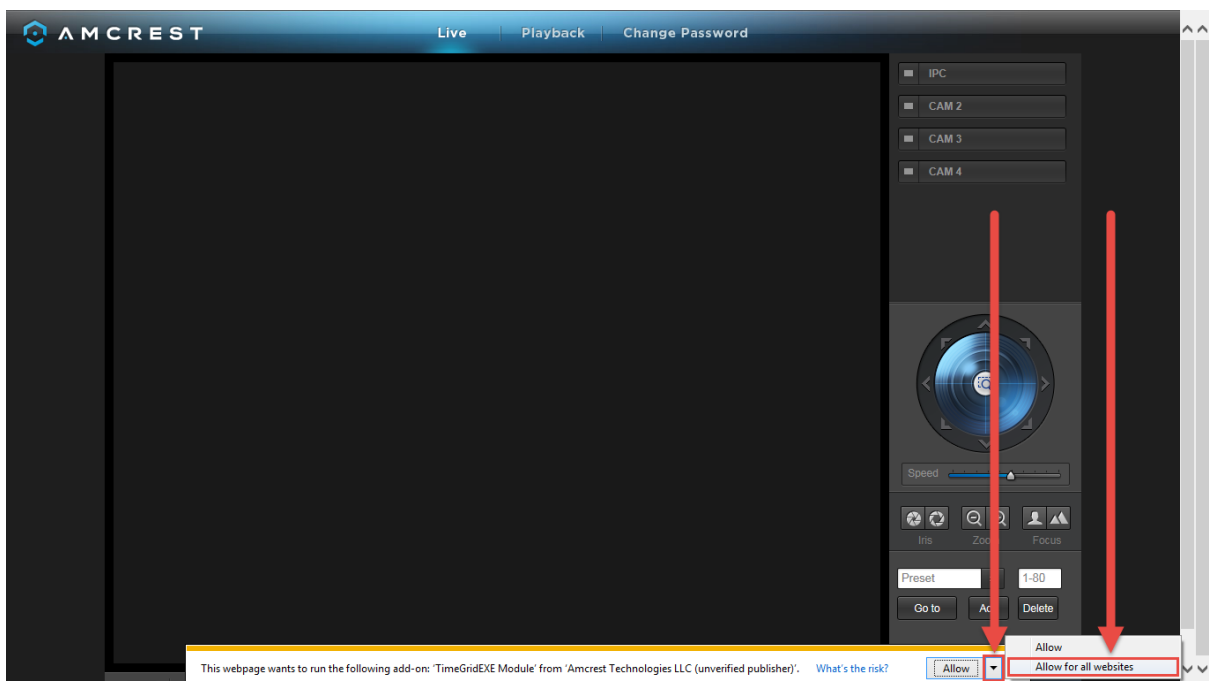 AMCREST
Live Playback Change Password
IPC
CAM 2
CAM 3
CAM 4
Speed
Iris Focus
Preset 1-80
Go to Delete
Allow
This webpage wants to run the following add-on: 'TimeGridEXE Module' from 'Amcrest Technologies LLC (unverified publisher)'. What's the risk? Allow Allow for all websites